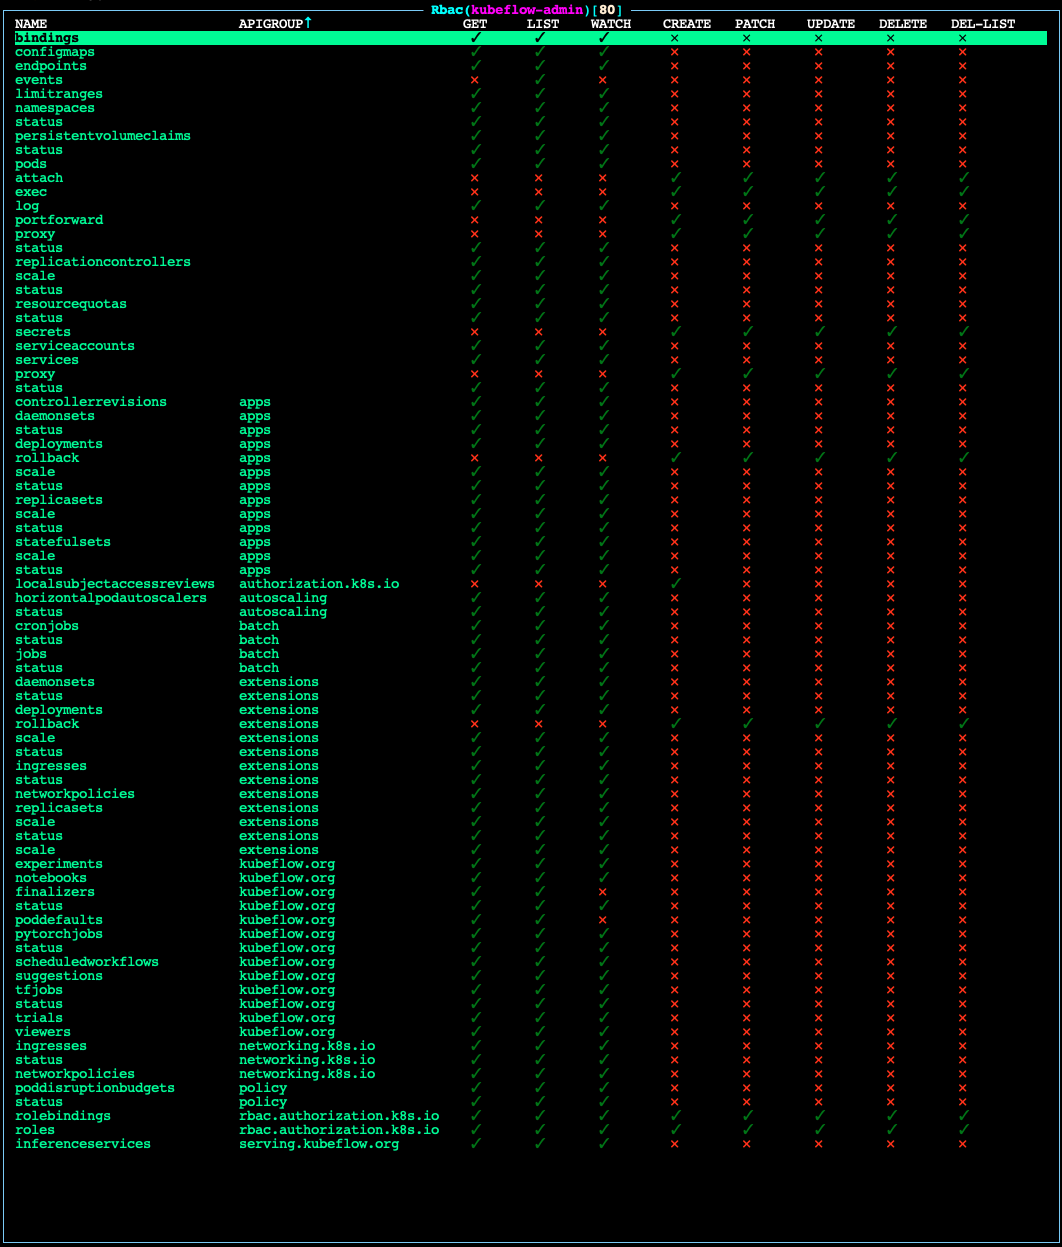 Rbac(kubeflow-admin)[80]
NAME APIGROUP↑ GET LIST WATCH CREATE PATCH UPDATE DELETE DEL-LIST
bindings ✓ ✓ ✓ × × × × ×
configmaps ✓ ✓ ✓ × × × × ×
endpoints ✓ ✓ ✓ × × × × ×
events × ✓ × × × × × ×
limitranges ✓ ✓ ✓ × × × × ×
namespaces ✓ ✓ ✓ × × × × ×
status ✓ ✓ ✓ × × × × ×
persistentvolumeclaims ✓ ✓ ✓ × × × × ×
status ✓ ✓ ✓ × × × × ×
pods ✓ ✓ ✓ × × × × ×
attach × × × ✓ ✓ ✓ ✓ ✓
exec × × × ✓ ✓ ✓ ✓ ✓
log ✓ ✓ ✓ × × × × ×
portforward × × × ✓ ✓ ✓ ✓ ✓
proxy × × × ✓ ✓ ✓ ✓ ✓
status ✓ ✓ ✓ × × × × ×
replicationcontrollers ✓ ✓ ✓ × × × × ×
scale ✓ ✓ ✓ × × × × ×
status ✓ ✓ ✓ × × × × ×
resourcequotas ✓ ✓ ✓ × × × × ×
status ✓ ✓ ✓ × × × × ×
secrets × × × ✓ ✓ ✓ ✓ ✓
serviceaccounts ✓ ✓ ✓ × × × × ×
services ✓ ✓ ✓ × × × × ×
proxy × × × ✓ ✓ ✓ ✓ ✓
status ✓ ✓ ✓ × × × × ×
controllerrevisions apps ✓ ✓ ✓ × × × × ×
daemonsets apps ✓ ✓ ✓ × × × × ×
status apps ✓ ✓ ✓ × × × × ×
deployments apps ✓ ✓ ✓ × × × × ×
rollback apps × × × ✓ ✓ ✓ ✓ ✓
scale apps ✓ ✓ ✓ × × × × ×
status apps ✓ ✓ ✓ × × × × ×
replicasets apps ✓ ✓ ✓ × × × × ×
scale apps ✓ ✓ ✓ × × × × ×
status apps ✓ ✓ ✓ × × × × ×
statefulsets apps ✓ ✓ ✓ × × × × ×
scale apps ✓ ✓ ✓ × × × × ×
status apps ✓ ✓ ✓ × × × × ×
localsubjectaccessreviews authorization.k8s.io × × × ✓ × × × ×
horizontalpodautoscalers autoscaling ✓ ✓ ✓ × × × × ×
status autoscaling ✓ ✓ ✓ × × × × ×
cronjobs batch ✓ ✓ ✓ × × × × ×
status batch ✓ ✓ ✓ × × × × ×
jobs batch ✓ ✓ ✓ × × × × ×
status batch ✓ ✓ ✓ × × × × ×
daemonsets extensions ✓ ✓ ✓ × × × × ×
status extensions ✓ ✓ ✓ × × × × ×
deployments extensions ✓ ✓ ✓ × × × × ×
rollback extensions × × × ✓ ✓ ✓ ✓ ✓
scale extensions ✓ ✓ ✓ × × × × ×
status extensions ✓ ✓ ✓ × × × × ×
ingresses extensions ✓ ✓ ✓ × × × × ×
status extensions ✓ ✓ ✓ × × × × ×
networkpolicies extensions ✓ ✓ ✓ × × × × ×
replicasets extensions ✓ ✓ ✓ × × × × ×
scale extensions ✓ ✓ ✓ × × × × ×
status extensions ✓ ✓ ✓ × × × × ×
scale extensions ✓ ✓ ✓ × × × × ×
experiments kubeflow.org ✓ ✓ ✓ × × × × ×
notebooks kubeflow.org ✓ ✓ ✓ × × × × ×
finalizers kubeflow.org ✓ ✓ × × × × × ×
status kubeflow.org ✓ ✓ ✓ × × × × ×
poddefaults kubeflow.org ✓ ✓ × × × × × ×
pytorchjobs kubeflow.org ✓ ✓ ✓ × × × × ×
status kubeflow.org ✓ ✓ ✓ × × × × ×
scheduledworkflows kubeflow.org ✓ ✓ ✓ × × × × ×
suggestions kubeflow.org ✓ ✓ ✓ × × × × ×
tfjobs kubeflow.org ✓ ✓ ✓ × × × × ×
status kubeflow.org ✓ ✓ ✓ × × × × ×
trials kubeflow.org ✓ ✓ ✓ × × × × ×
viewers kubeflow.org ✓ ✓ ✓ × × × × ×
ingresses networking.k8s.io ✓ ✓ ✓ × × × × ×
status networking.k8s.io ✓ ✓ ✓ × × × × ×
networkpolicies networking.k8s.io ✓ ✓ ✓ × × × × ×
poddisruptionbudgets policy ✓ ✓ ✓ × × × × ×
status policy ✓ ✓ ✓ × × × × ×
rolebindings rbac.authorization.k8s.io ✓ ✓ ✓ ✓ ✓ ✓ ✓ ✓
roles rbac.authorization.k8s.io ✓ ✓ ✓ ✓ ✓ ✓ ✓ ✓
inferenceservices serving.kubeflow.org ✓ ✓ ✓ × × × × ×